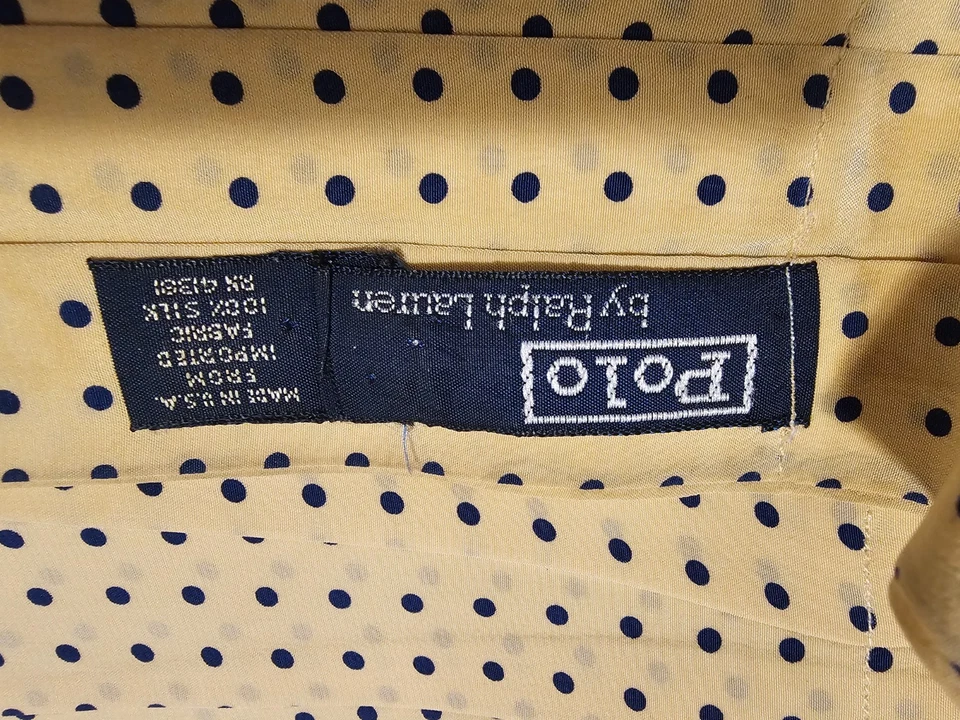 Polo
by Ralph Lauren
MADE IN U.S.A.
FROM
IMPORTED
FABRIC
100% SILK
RN 41381